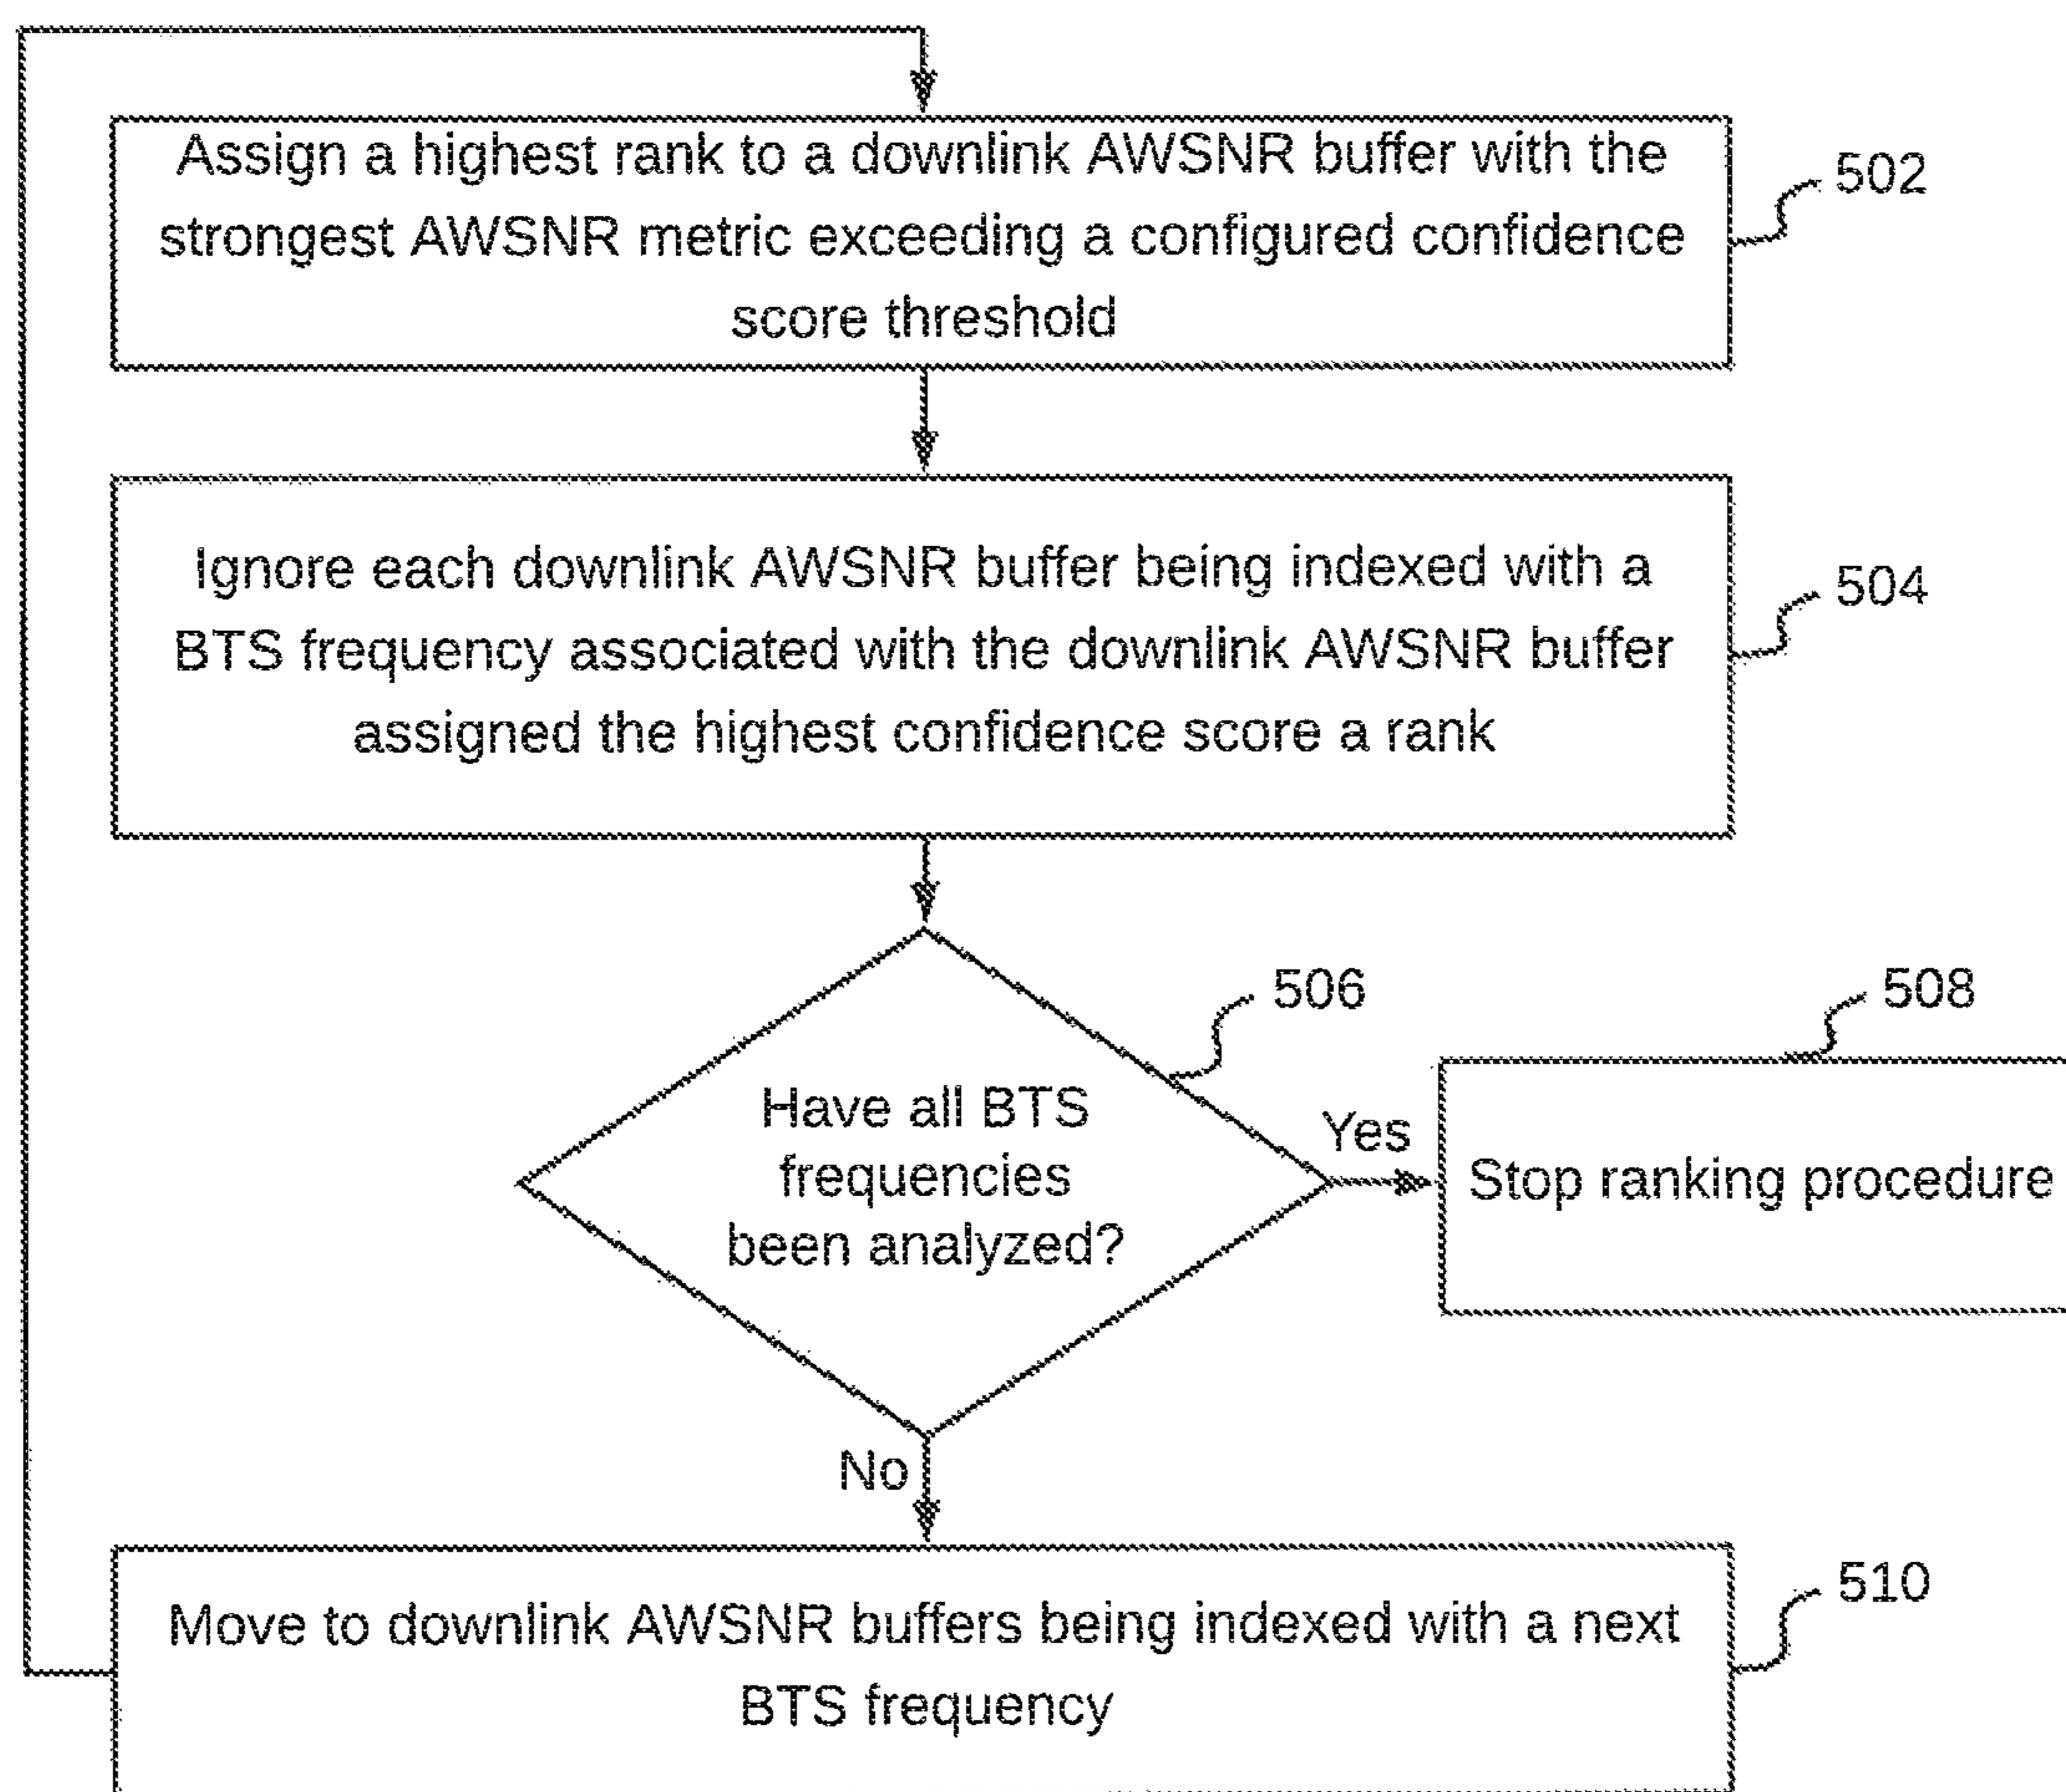 Assign a highest rank to a downlink AWSNR buffer with the
strongest AWSNR metric exceeding a configured confidence
score threshold
502
Ignore each downlink AWSNR buffer being indexed with a
BTS frequency associated with the downlink AWSNR buffer
assigned the highest confidence score a rank
504
506
508
Have all BTS
frequencies
been analyzed?
Yes
Stop ranking procedure
No
Move to downlink AWSNR buffers being indexed with a next
BTS frequency
510